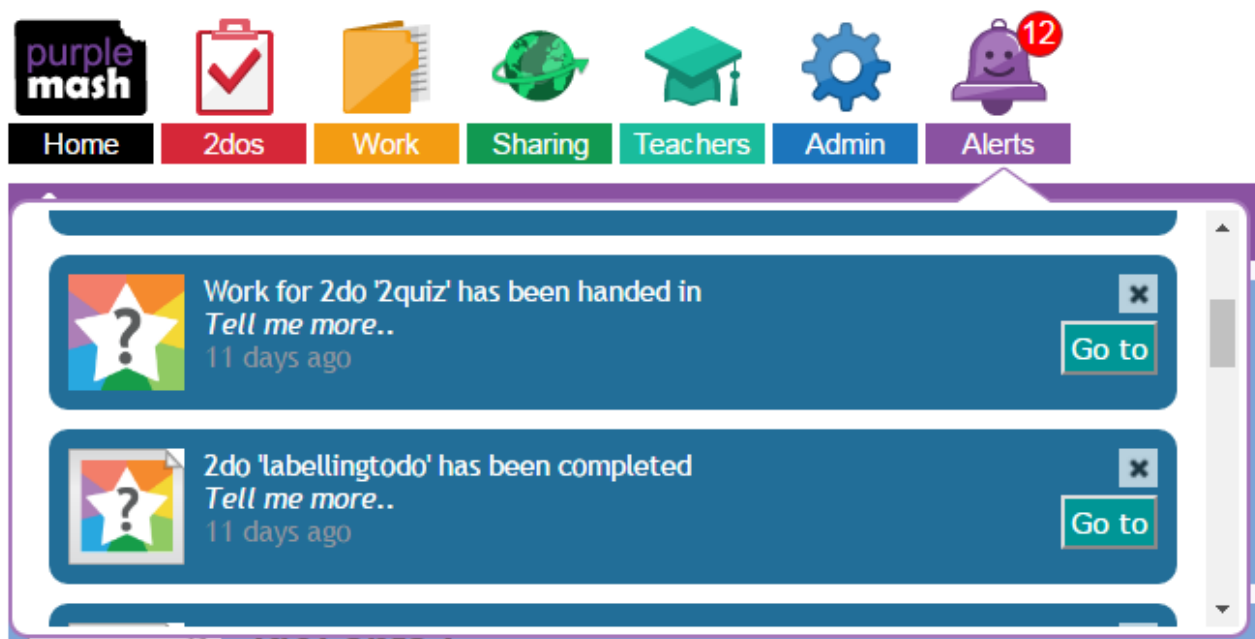 purple
mash
12
Home
2dos
Work
Sharing
Teachers
Admin
Alerts
Work for 2do '2quiz' has been handed in
Tell me more..
11 days ago
Go to
2do 'labellingtodo' has been completed
Tell me more..
11 days ago
Go to